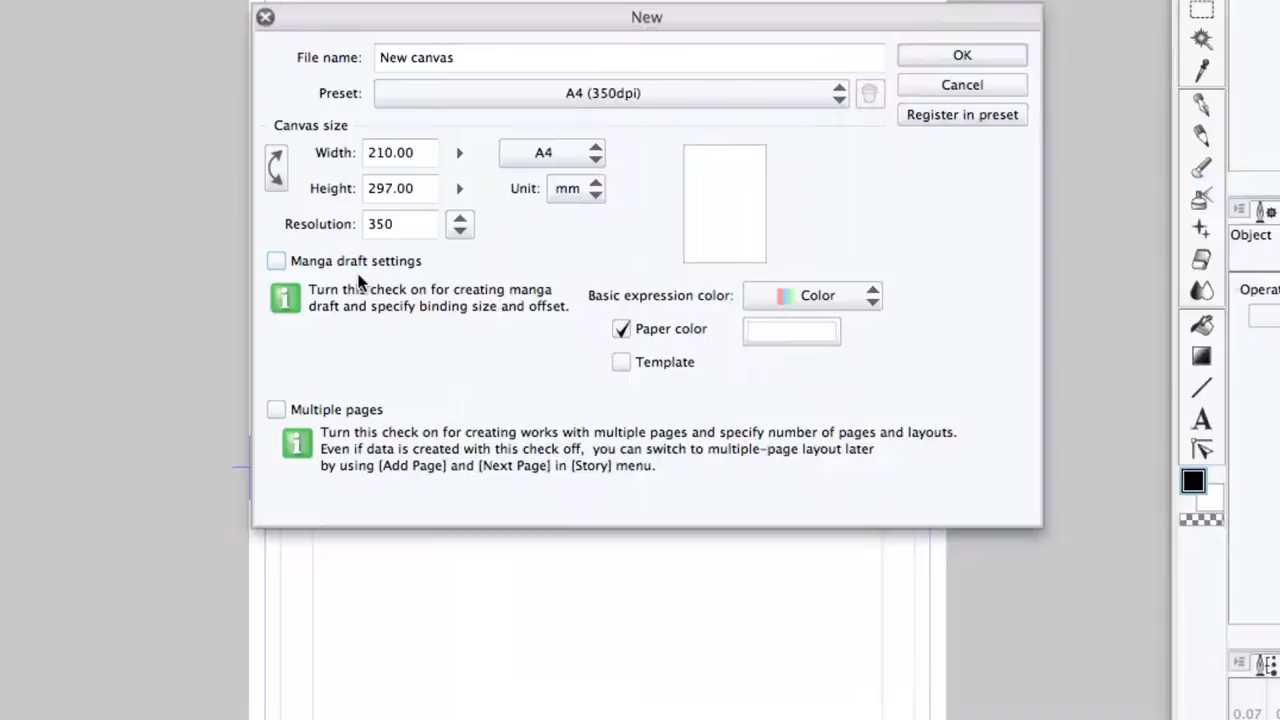 New
File name: New canvas
OK
Preset: A4 (350dpi)
Cancel
Register in preset
Canvas size
Width: 210.00
A4
Height: 297.00
Unit: mm
Resolution: 350
Manga draft settings
Turn this check on for creating manga
draft and specify binding size and offset.
Basic expression color: Color
Paper color
Template
Multiple pages
Turn this check on for creating works with multiple pages and specify number of pages and layouts.
Even if data is created with this check off, you can switch to multiple-page layout later
by using [Add Page] and [Next Page] in [Story] menu.
A
Object
Opera
0.07